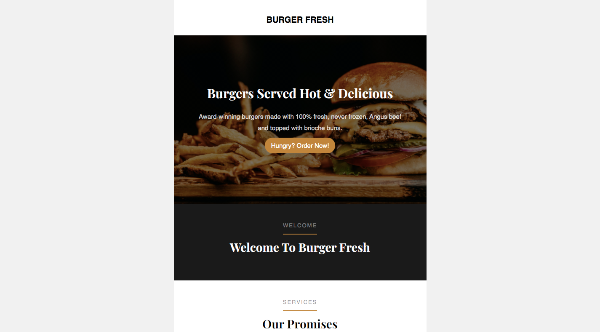 BURGER FRESH
Burgers Served Hot & Delicious
Award winning burgers made with 100% fresh, never frozen, Angus beef
and topped with brioche buns.
Hungry? Order Now!
WELCOME
Welcome To Burger Fresh
SERVICES
Our Promises